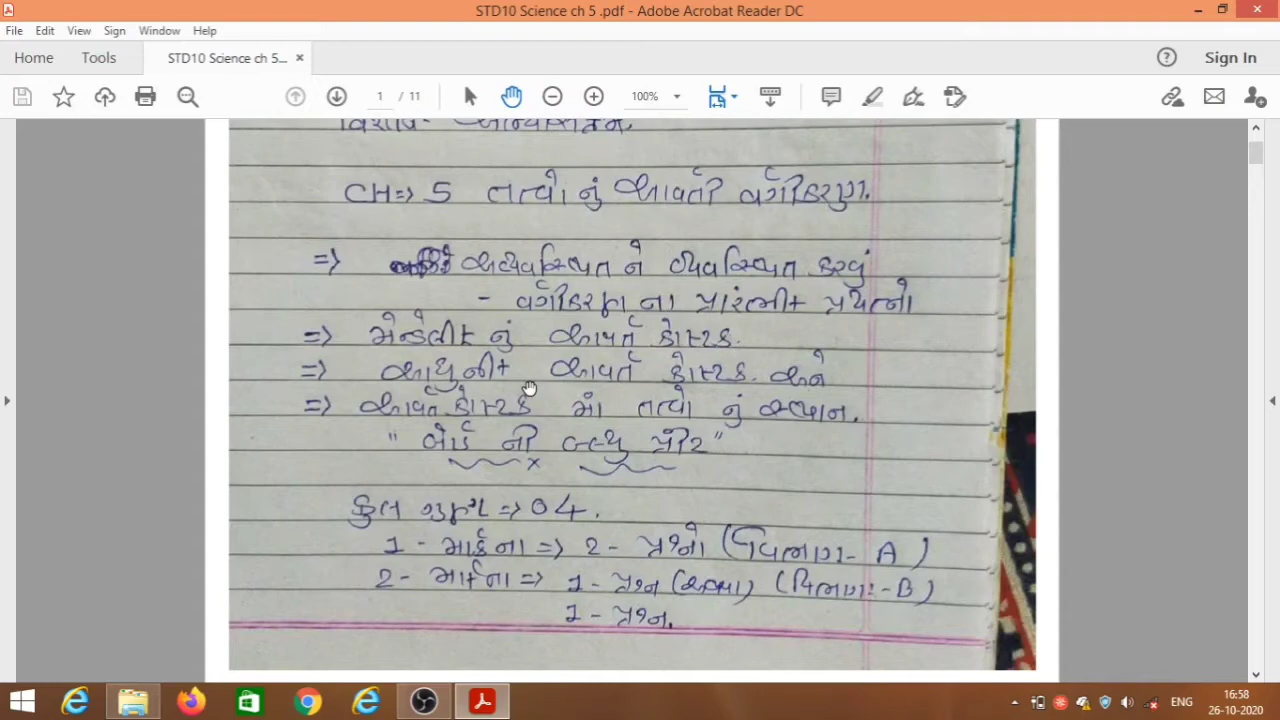 STD10 Science ch 5 .pdf - Adobe Acrobat Reader DC
File Edit View Sign Window Help
Home Tools STD10 Science ch 5... × Sign In
1 / 11 100%
CH⇒ 5 તત્વો નું આવર્તી વર્ગીકરણ.
⇒ અવ્યવસ્થિત ને વ્યવસ્થિત કરવું
- વર્ગીકરણ ના પ્રારંભીક પ્રયત્નો
⇒ મેન્ડેલીફ નું આવર્ત કોષ્ટક.
⇒ આધુનીક આવર્ત કોષ્ટક અને
⇒ આવર્ત કોષ્ટક માં તત્વો નું સ્થાન.
" બોર્ડ ની બ્લ્યુ પ્રીંટ"
કુલ ગુણ ⇒ 04.
1 - માર્કના ⇒ 2 - પ્રશ્નો (વિભાગ- A)
2 - માર્કના ⇒ 1 - પ્રશ્ન (અથવા) (વિભાગ - B)
1 - પ્રશ્ન.
ENG
16:58
26-10-2020